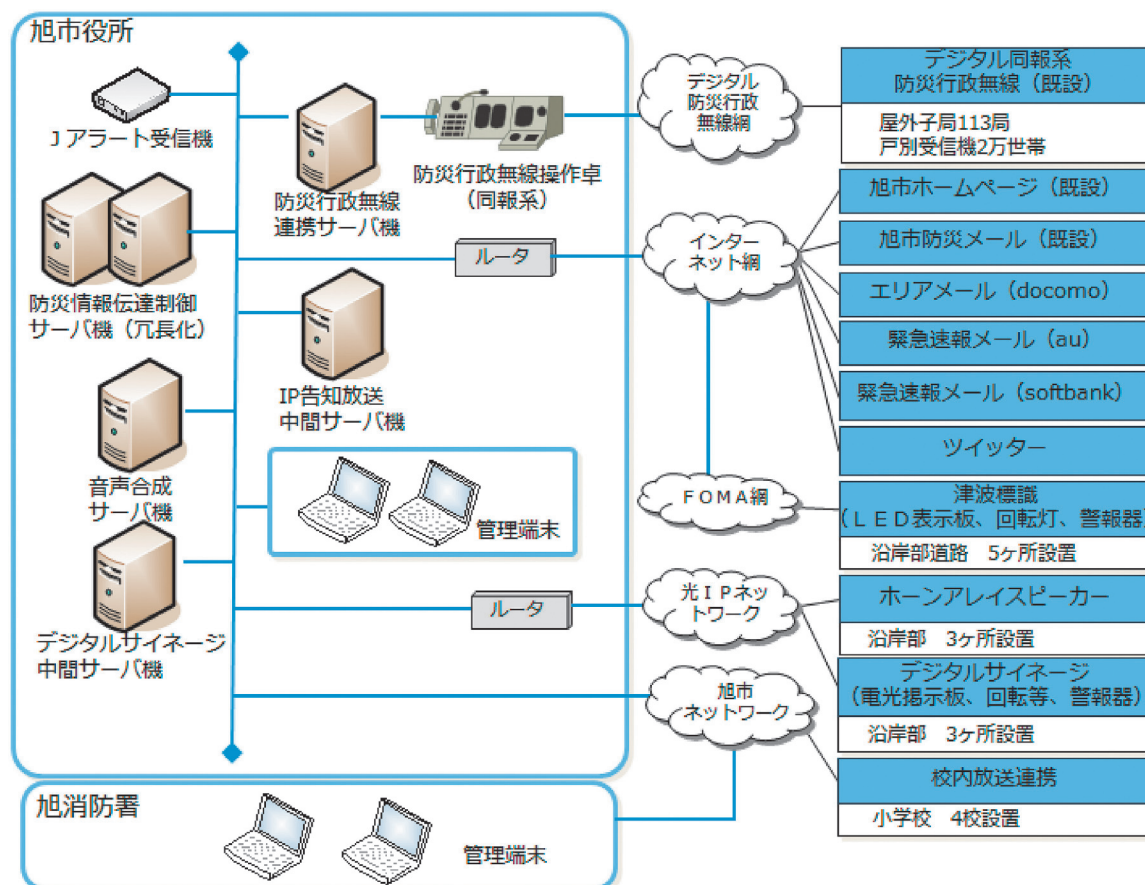 旭市役所
Jアラート受信機
防災行政無線
連携サーバ機
防災行政無線操作卓
（同報系）
防災情報伝達制御
サーバ機（冗長化）
ルータ
IP告知放送
中間サーバ機
音声合成
サーバ機
管理端末
デジタルサイネージ
中間サーバ機
ルータ
旭消防署
管理端末
デジタル
防災行政
無線網
インター
ネット網
ＦＯＭＡ網
光ＩＰネッ
トワーク
旭市
ネットワーク
デジタル同報系
防災行政無線（既設）
屋外子局113局
戸別受信機2万世帯
旭市ホームページ（既設）
旭市防災メール（既設）
エリアメール（docomo）
緊急速報メール（au）
緊急速報メール（softbank）
ツイッター
津波標識
（ＬＥＤ表示板、回転灯、警報器）
沿岸部道路　5ヶ所設置
ホーンアレイスピーカー
沿岸部　3ヶ所設置
デジタルサイネージ
（電光掲示板、回転等、警報器）
沿岸部　3ヶ所設置
校内放送連携
小学校　4校設置